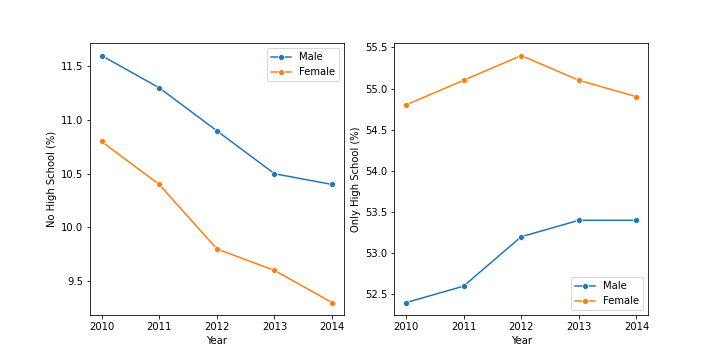 No High School (%)
11.5
11.0
10.5
10.0
9.5
2010 2011 2012 2013 2014
Year
Male
Female
Only High School (%)
55.5
55.0
54.5
54.0
53.5
53.0
52.5
2010 2011 2012 2013 2014
Year
Male
Female